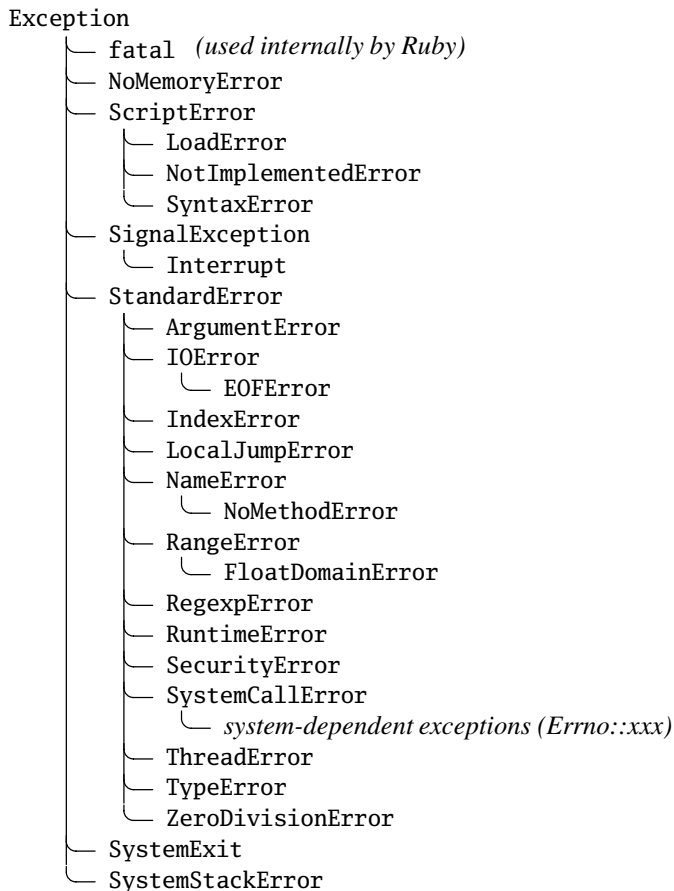 Exception
fatal (used internally by Ruby)
NoMemoryError
ScriptError
LoadError
NotImplementedError
SyntaxError
SignalException
Interrupt
StandardError
ArgumentError
IOError
EOFError
IndexError
LocalJumpError
NameError
NoMethodError
RangeError
FloatDomainError
RegexpError
RuntimeError
SecurityError
SystemCallError
system-dependent exceptions (Errno::xxx)
ThreadError
TypeError
ZeroDivisionError
SystemExit
SystemStackError